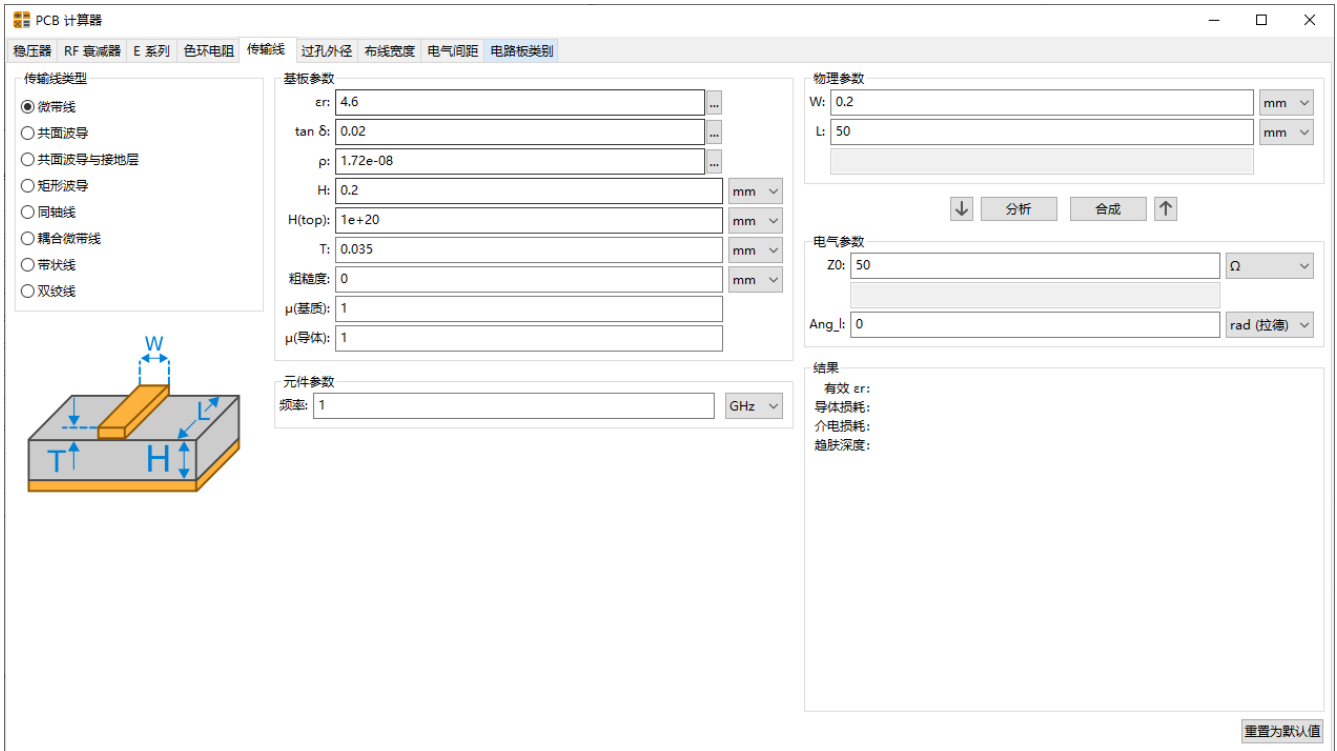 PCB 计算器
稳压器 RF 衰减器 E 系列 色环电阻 传输线 过孔外径 布线宽度 电气间距 电路板类别
传输线类型
微带线
共面波导
共面波导与接地层
矩形波导
同轴线
耦合微带线
带状线
双绞线
W
L
T
H
基板参数
εr: 4.6 ...
tan δ: 0.02 ...
ρ: 1.72e-08 ...
H: 0.2 mm
H(top): 1e+20 mm
T: 0.035 mm
粗糙度: 0 mm
μ(基质): 1
μ(导体): 1
元件参数
频率: 1 GHz
物理参数
W: 0.2 mm
L: 50 mm
分析 合成
电气参数
Z0: 50 Ω
Ang_l: 0 rad (拉德)
结果
有效 εr:
导体损耗:
介电损耗:
趋肤深度:
重置为默认值